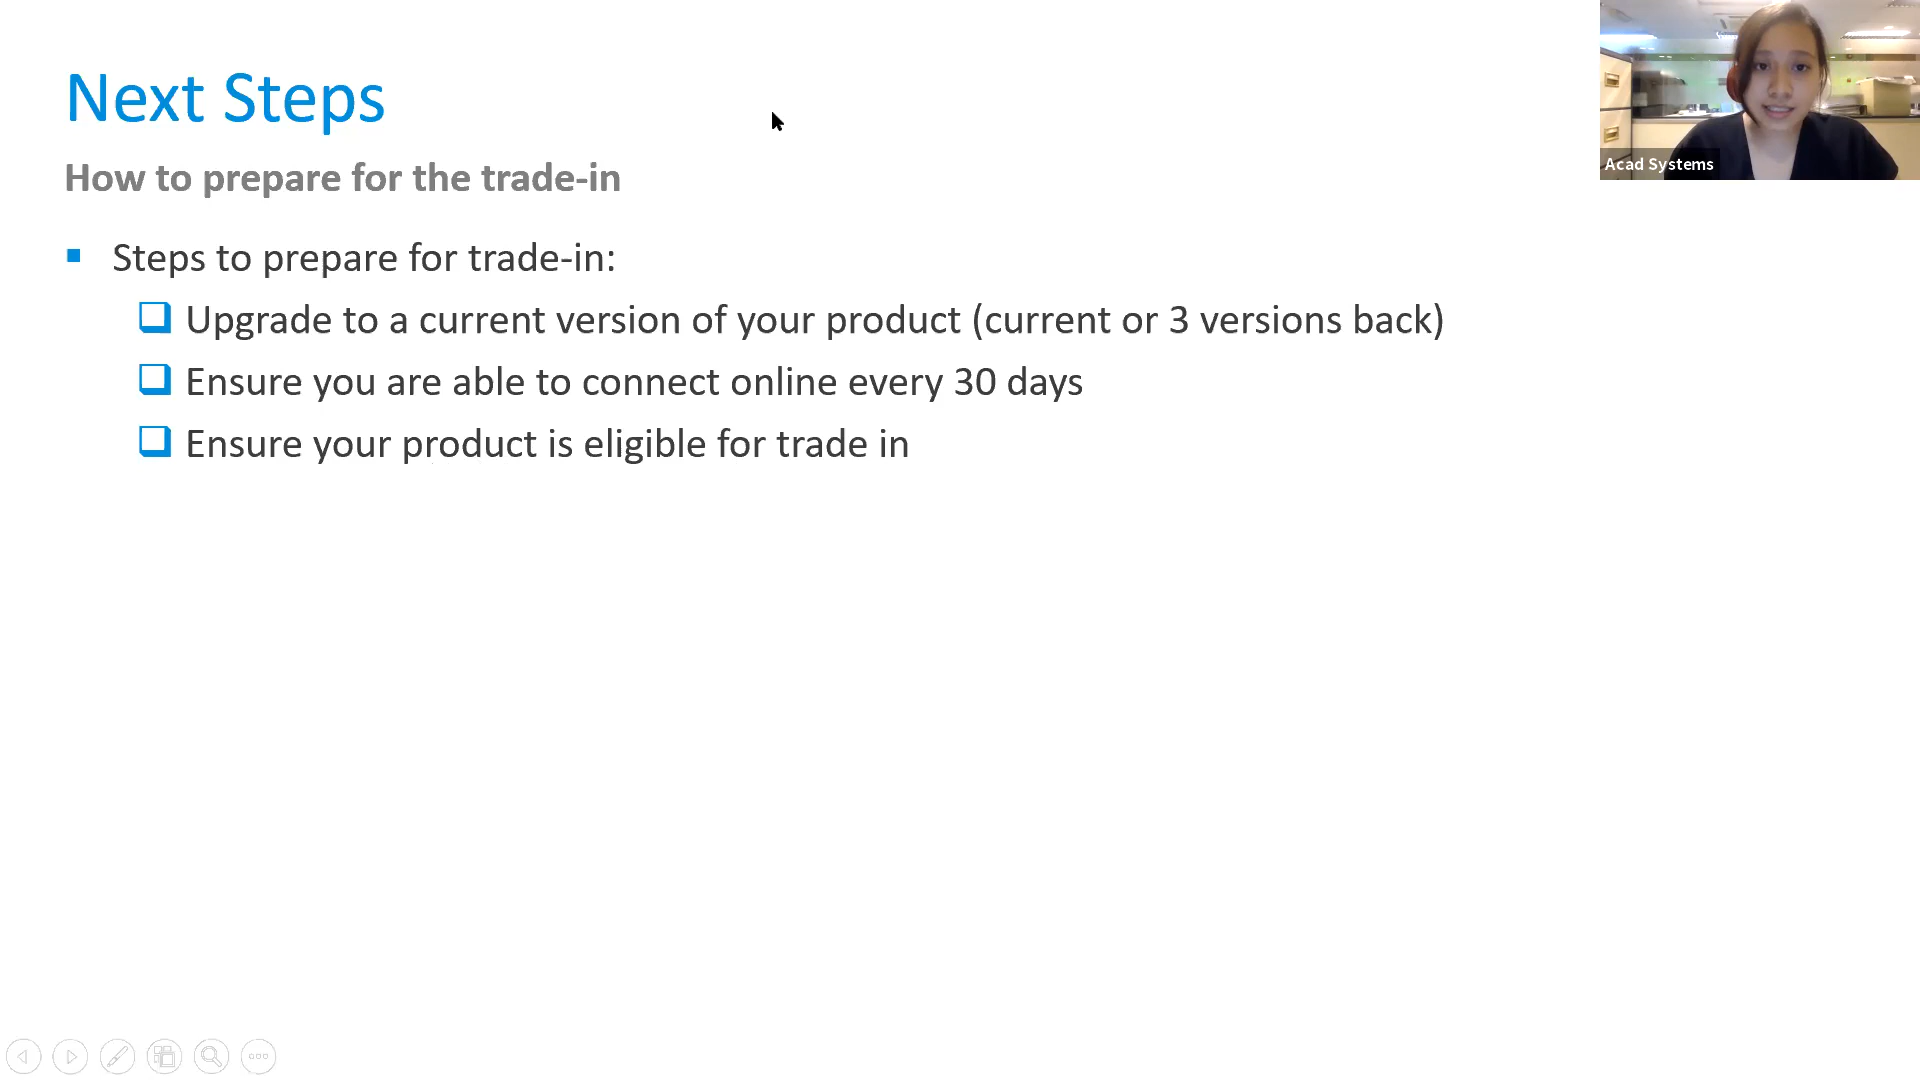 Next Steps
How to prepare for the trade-in
Steps to prepare for trade-in:
Upgrade to a current version of your product (current or 3 versions back)
Ensure you are able to connect online every 30 days
Ensure your product is eligible for trade in
Acad Systems